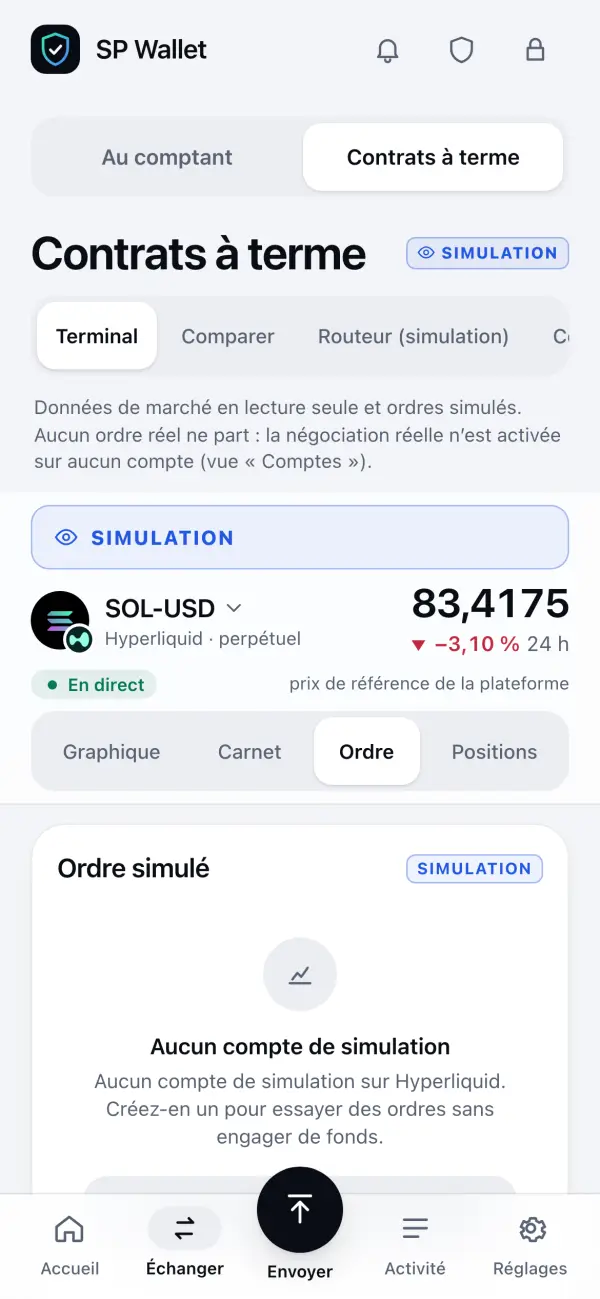 SP Wallet
Au comptant
Contrats à terme
Contrats à terme
SIMULATION
Terminal
Comparer
Routeur (simulation)
Données de marché en lecture seule et ordres simulés.
Aucun ordre réel ne part : la négociation réelle n’est activée
sur aucun compte (vue « Comptes »).
SIMULATION
SOL-USD
83,4175
Hyperliquid · perpétuel
▼ −3,10 % 24 h
En direct
prix de référence de la plateforme
Graphique
Carnet
Ordre
Positions
Ordre simulé
SIMULATION
Aucun compte de simulation
Aucun compte de simulation sur Hyperliquid.
Créez-en un pour essayer des ordres sans
engager de fonds.
Accueil
Échanger
Envoyer
Activité
Réglages